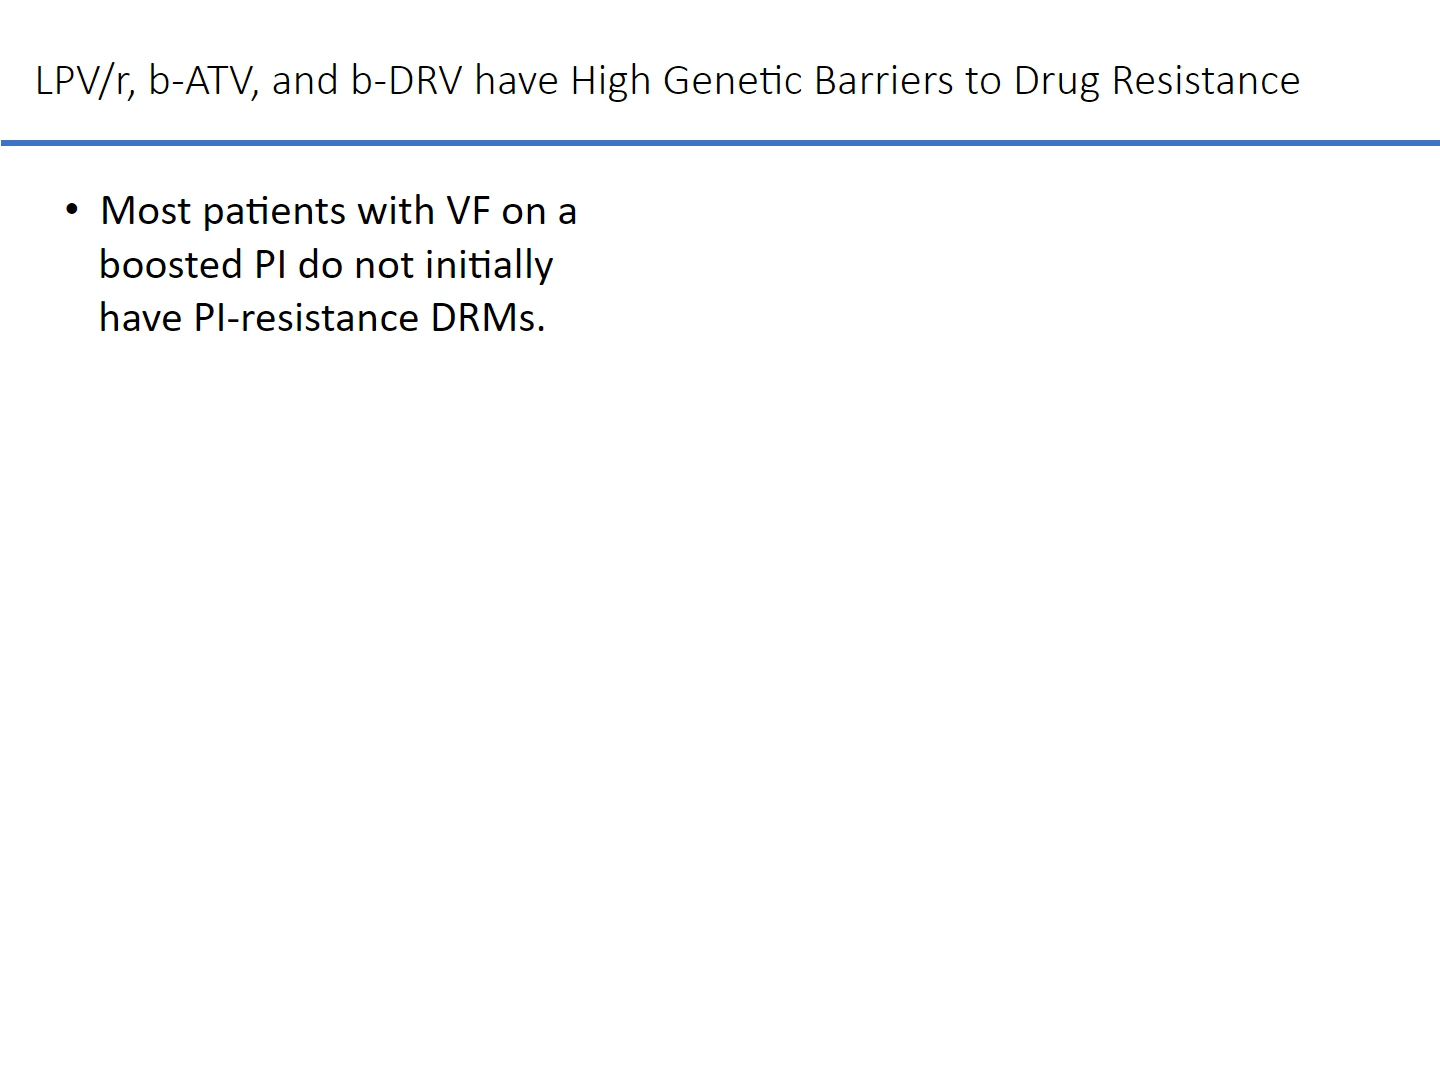 LPV/r, b-ATV, and b-DRV have High Genetic Barriers to Drug Resistance
• Most patients with VF on a
boosted PI do not initially
have PI-resistance DRMs.